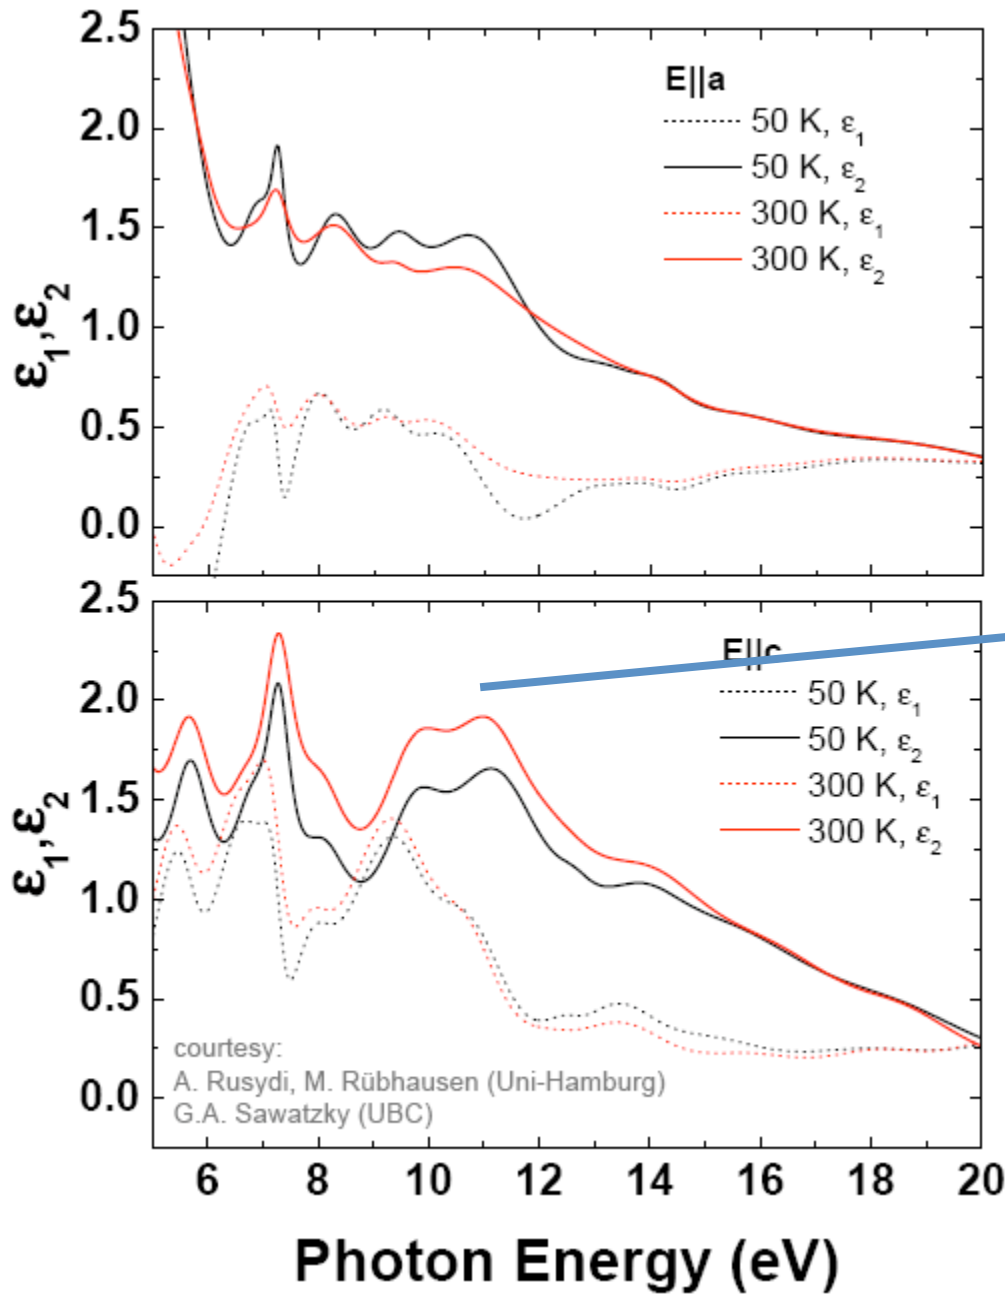 2.5
2.0
1.5
1.0
0.5
0.0
ε₁,ε₂
E||a
50 K, ε₁
50 K, ε₂
300 K, ε₁
300 K, ε₂
2.5
2.0
1.5
1.0
0.5
0.0
ε₁,ε₂
E||c
50 K, ε₁
50 K, ε₂
300 K, ε₁
300 K, ε₂
courtesy:
A. Rusydi, M. Rübhausen (Uni-Hamburg)
G.A. Sawatzky (UBC)
6 8 10 12 14 16 18 20
Photon Energy (eV)